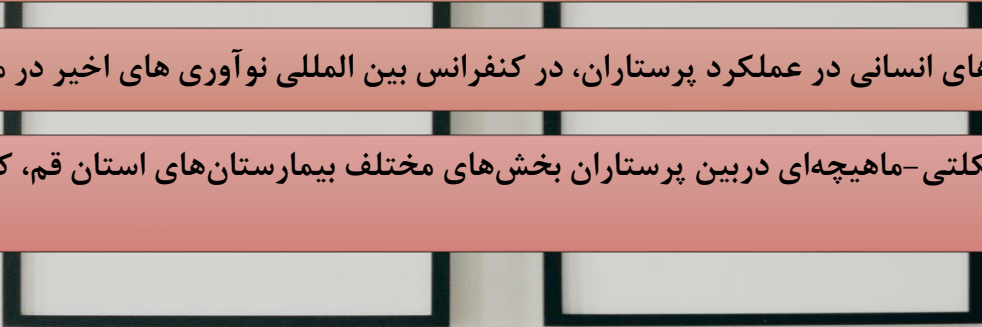 های انسانی در عملکرد پرستاران، در کنفرانس بین المللی نوآوری های اخیر در
کلتی-ماهیچه‌ای دربین پرستاران بخش‌های مختلف بیمارستان‌های استان قم،